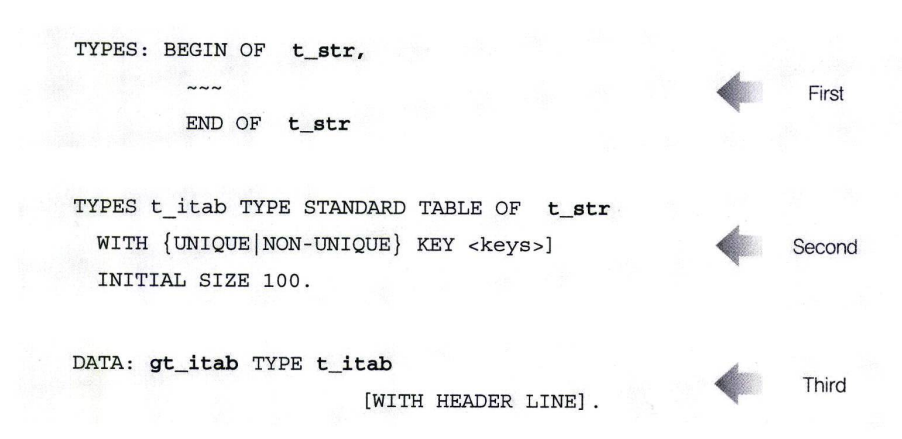 TYPES: BEGIN OF t_str,
~~~
First
END OF t_str
TYPES t_itab TYPE STANDARD TABLE OF t_str
WITH {UNIQUE|NON-UNIQUE} KEY <keys>]
Second
INITIAL SIZE 100.
DATA: gt_itab TYPE t_itab
Third
[WITH HEADER LINE].